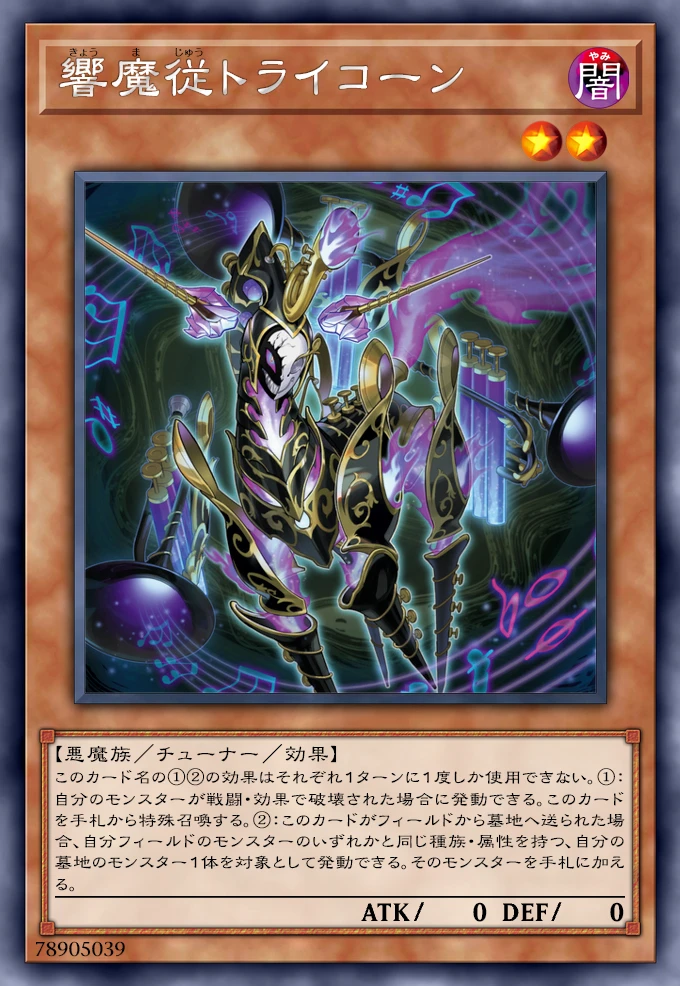 きょう ま じゅう
響魔従トライコーン
やみ
闇
【悪魔族／チューナー／効果】
このカード名の①②の効果はそれぞれ1ターンに1度しか使用できない。①：
自分のモンスターが戦闘・効果で破壊された場合に発動できる。このカード
を手札から特殊召喚する。②：このカードがフィールドから墓地へ送られた場
合、自分フィールドのモンスターのいずれかと同じ種族・属性を持つ、自分の
墓地のモンスター1体を対象として発動できる。そのモンスターを手札に加え
る。
ATK/ 0 DEF/ 0
78905039